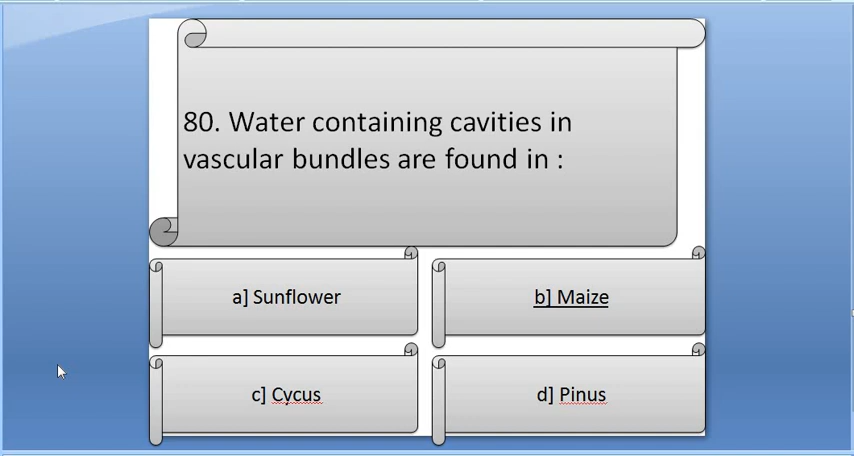 80. Water containing cavities in
vascular bundles are found in :
a] Sunflower
b] Maize
c] Cycus
d] Pinus